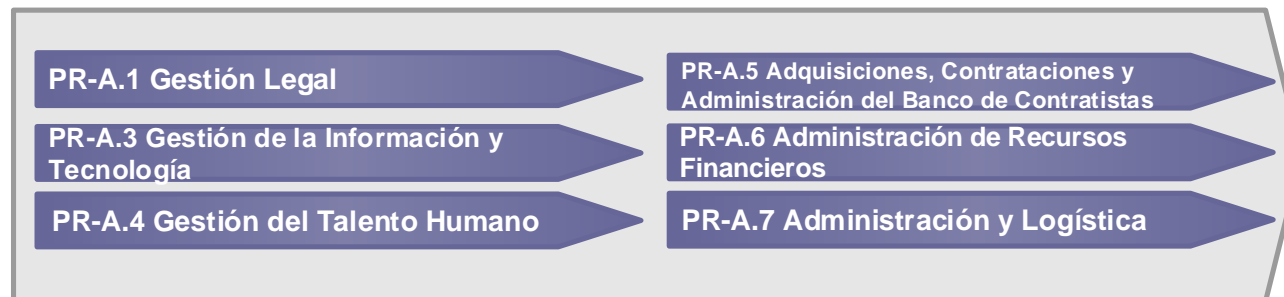 PR-A.1 Gestión Legal
PR-A.3 Gestión de la Información y
Tecnología
PR-A.4 Gestión del Talento Humano
PR-A.5 Adquisiciones, Contrataciones y
Administración del Banco de Contratistas
PR-A.6 Administración de Recursos
Financieros
PR-A.7 Administración y Logística